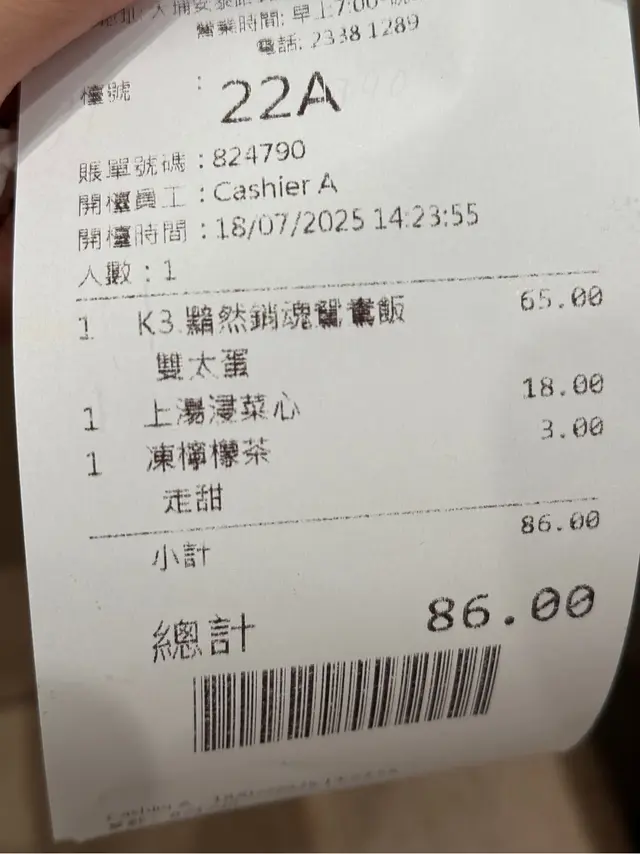 營業時間: 早上7:00
電話: 2338 1289
檯號 : 22A
賬單號碼 : 824790
開檯員工 : Cashier A
開檯時間 : 18/07/2025 14:23:55
人數 : 1
1 K3.黯然銷魂鴛鴦飯 65.00
雙太蛋
1 上湯浸菜心 18.00
1 凍檸檬茶 3.00
走甜
小計 86.00
總計 86.00